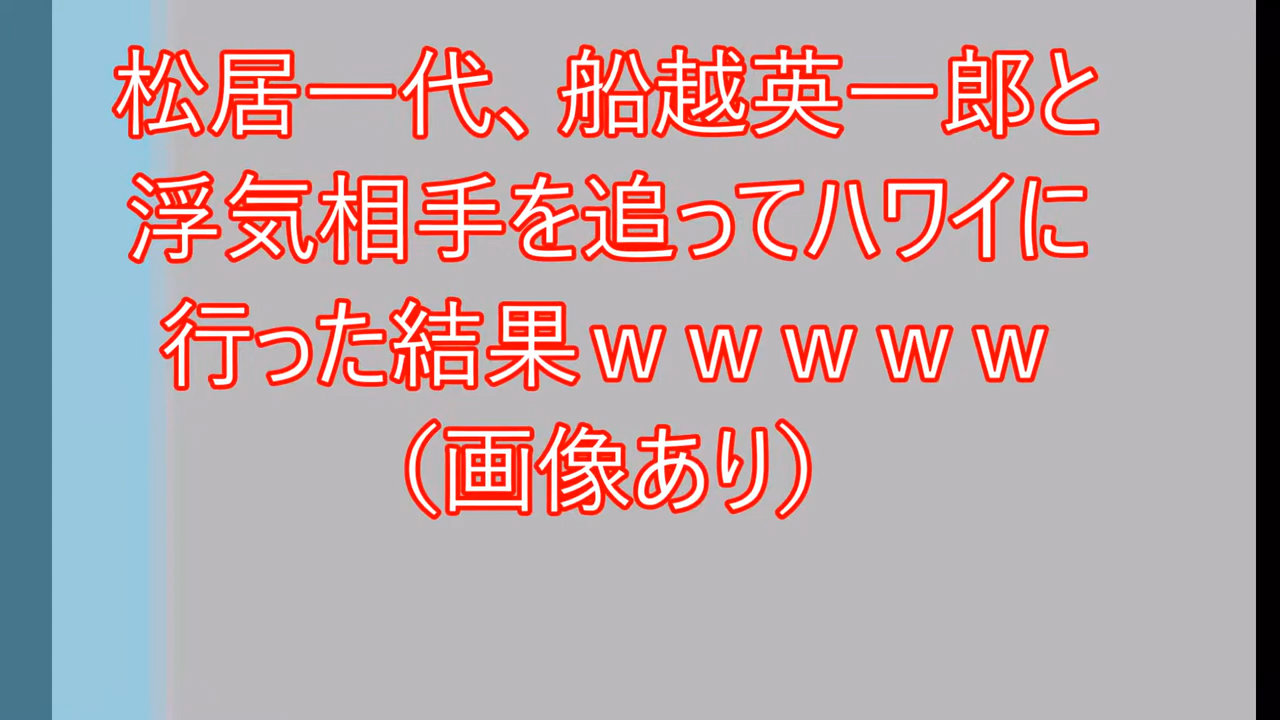 松居一代、船越英一郎と
浮気相手を追ってハワイに
行った結果ｗｗｗｗｗ
（画像あり）